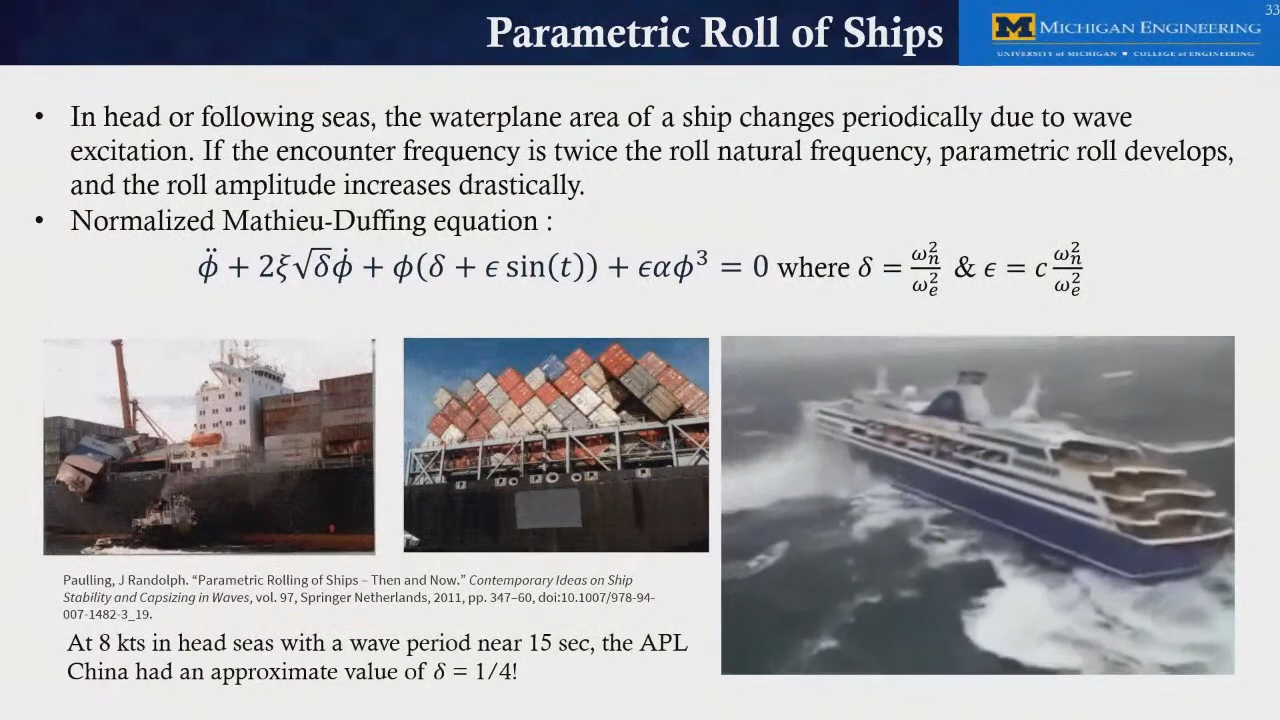 33
Parametric Roll of Ships
M MICHIGAN ENGINEERING
UNIVERSITY of MICHIGAN ▪ COLLEGE of ENGINEERING
• In head or following seas, the waterplane area of a ship changes periodically due to wave
excitation. If the encounter frequency is twice the roll natural frequency, parametric roll develops,
and the roll amplitude increases drastically.
• Normalized Mathieu-Duffing equation :
ϕ̈ + 2ξ√δϕ̇ + ϕ(δ + ϵ sin(t)) + ϵαϕ³ = 0 where δ = ωₙ²/ωₑ² & ϵ = c ωₙ²/ωₑ²
Paulling, J Randolph. “Parametric Rolling of Ships – Then and Now.” Contemporary Ideas on Ship
Stability and Capsizing in Waves, vol. 97, Springer Netherlands, 2011, pp. 347–60, doi:10.1007/978-94-
007-1482-3_19.
At 8 kts in head seas with a wave period near 15 sec, the APL
China had an approximate value of δ = 1/4!